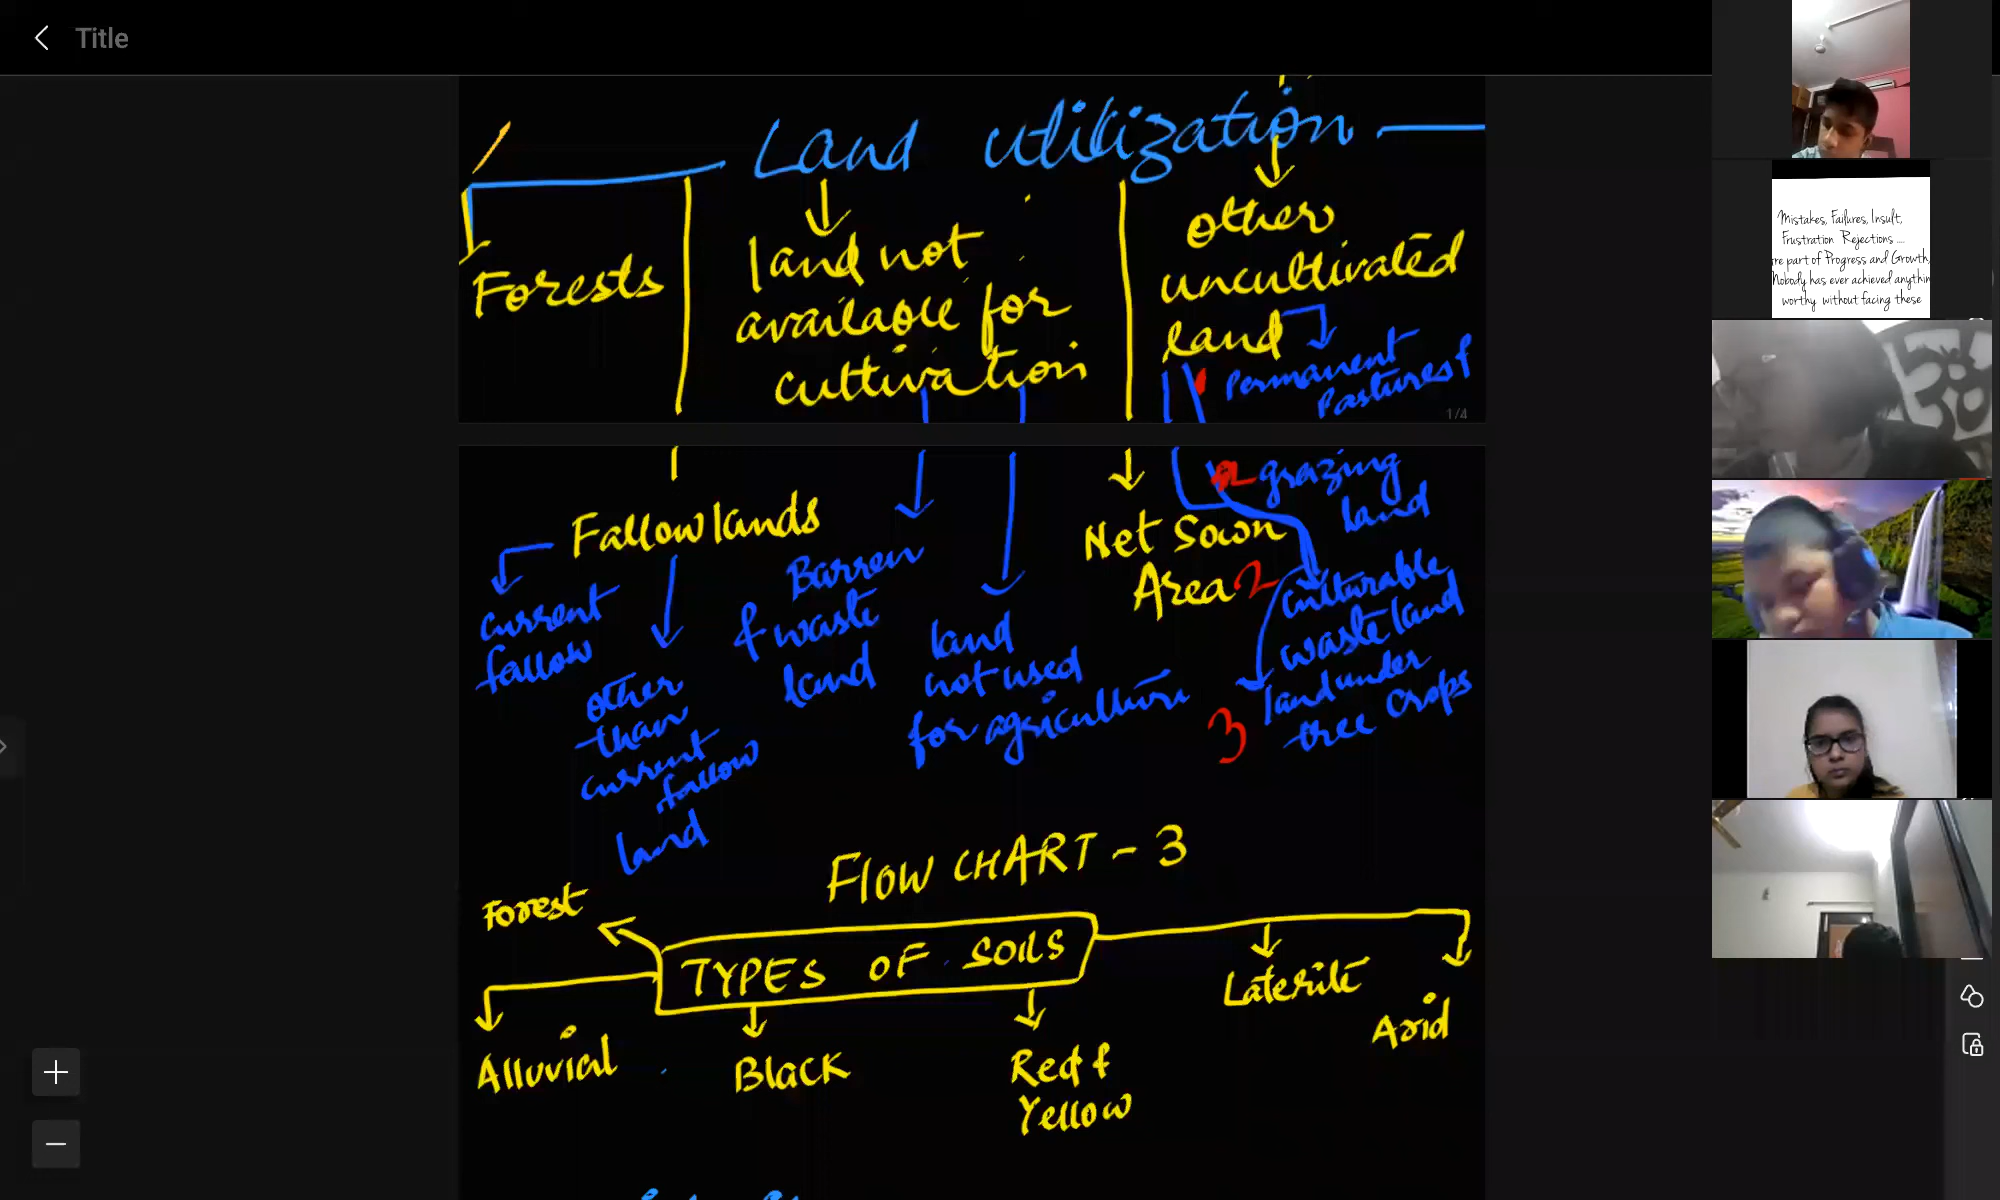 Title
Land utilization
Forests
land not
available for
cultivation
other
uncultivated
land
Permanent
Pastures &
1/4
Fallow lands
current
fallow
other
than
current
fallow
land
Barren
& waste
land
land
not used
for agriculture
Net Sown
Area
2 grazing
land
2 culturable
waste land
3 land under
tree crops
FLOW CHART - 3
Forest
TYPES OF SOILS
Alluvial
Black
Red &
Yellow
Laterite
Arid
Mistakes, Failures, Insult,
Frustration Rejections ....
re part of Progress and Growth,
Nobody has ever achieved anythin
worthy without facing these